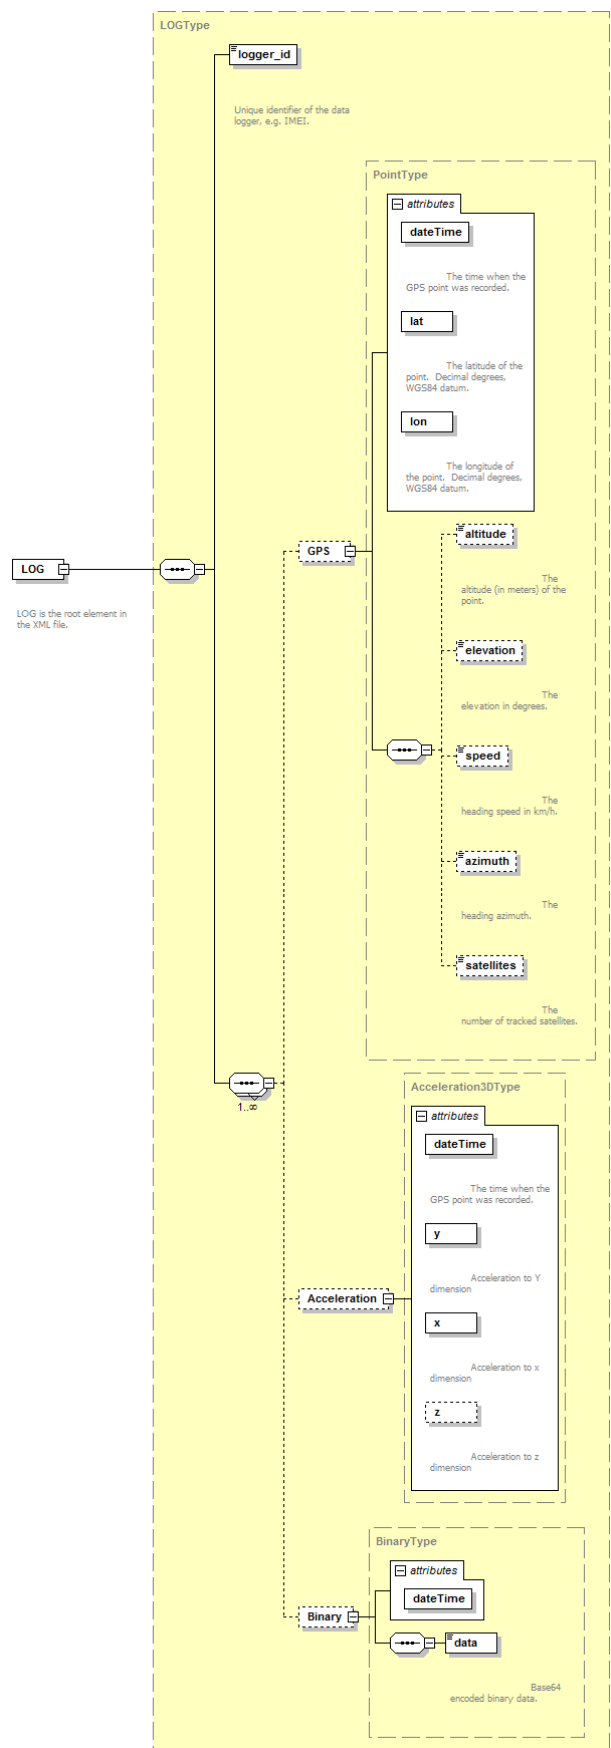 LOGType
logger_id
Unique identifier of the data
logger, e.g. IMEI.
PointType
attributes
dateTime
The time when the
GPS point was recorded.
lat
The latitude of the
point.  Decimal degrees,
WGS84 datum.
lon
The longitude of
the point.  Decimal degrees,
WGS84 datum.
LOG
LOG is the root element in
the XML file.
GPS
altitude
The
altitude (in meters) of the
point.
elevation
The
elevation in degrees.
speed
The
heading speed in km/h.
azimuth
The
heading azimuth.
satellites
The
number of tracked satellites.
1..∞
Acceleration3DType
attributes
dateTime
The time when the
GPS point was recorded.
y
Acceleration to Y
dimension
Acceleration
x
Acceleration to x
dimension
z
Acceleration to z
dimension
BinaryType
attributes
dateTime
Binary
data
Base64
encoded binary data.